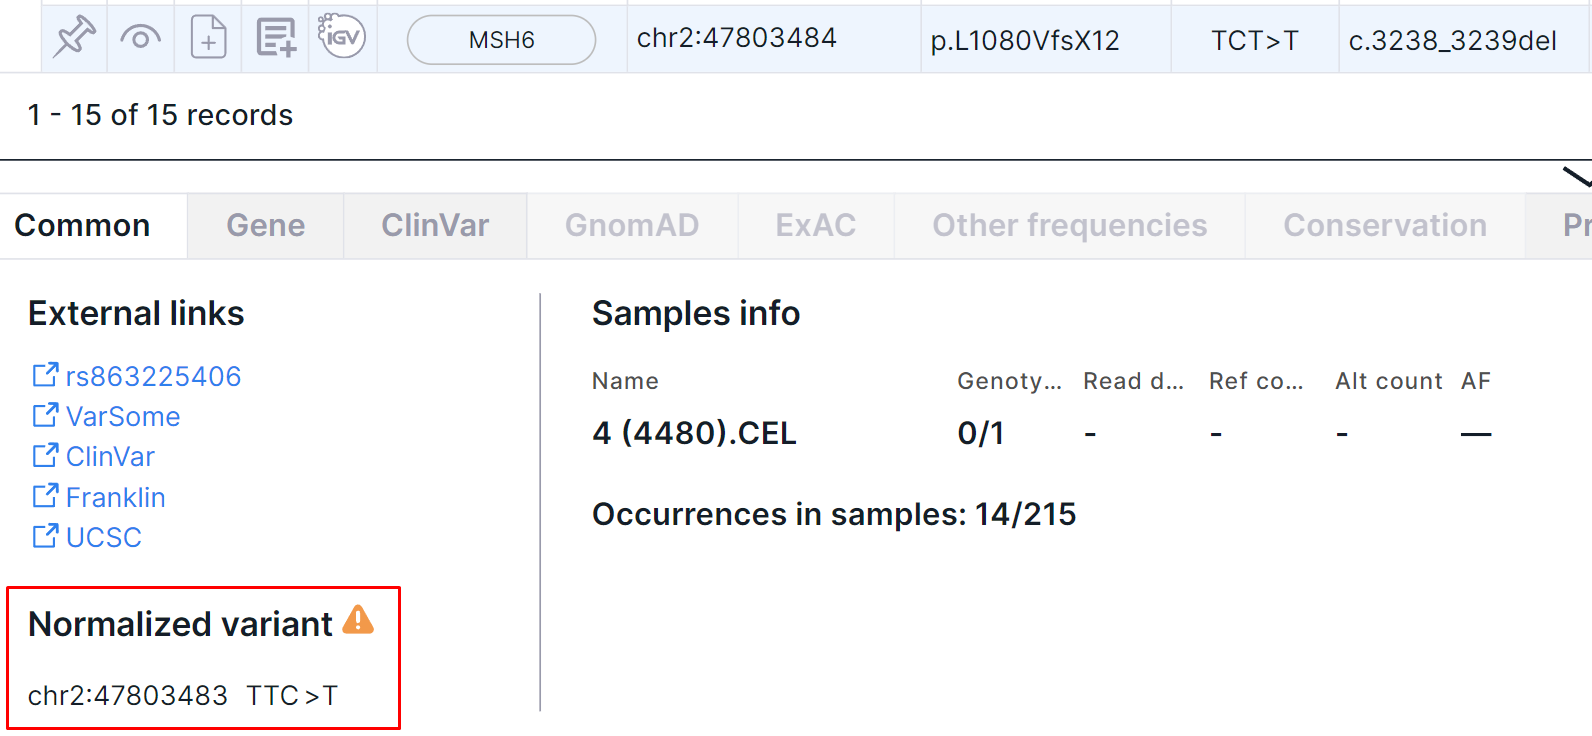 iGV MSH6 chr2:47803484 p.L1080VfsX12 TCT>T c.3238_3239del
1 - 15 of 15 records
Common Gene ClinVar GnomAD ExAC Other frequencies Conservation Pr
External links
rs863225406
VarSome
ClinVar
Franklin
UCSC
Normalized variant
chr2:47803483 TTC>T
Samples info
Name Genoty... Read d... Ref co... Alt count AF
4 (4480).CEL 0/1 - - - —
Occurrences in samples: 14/215